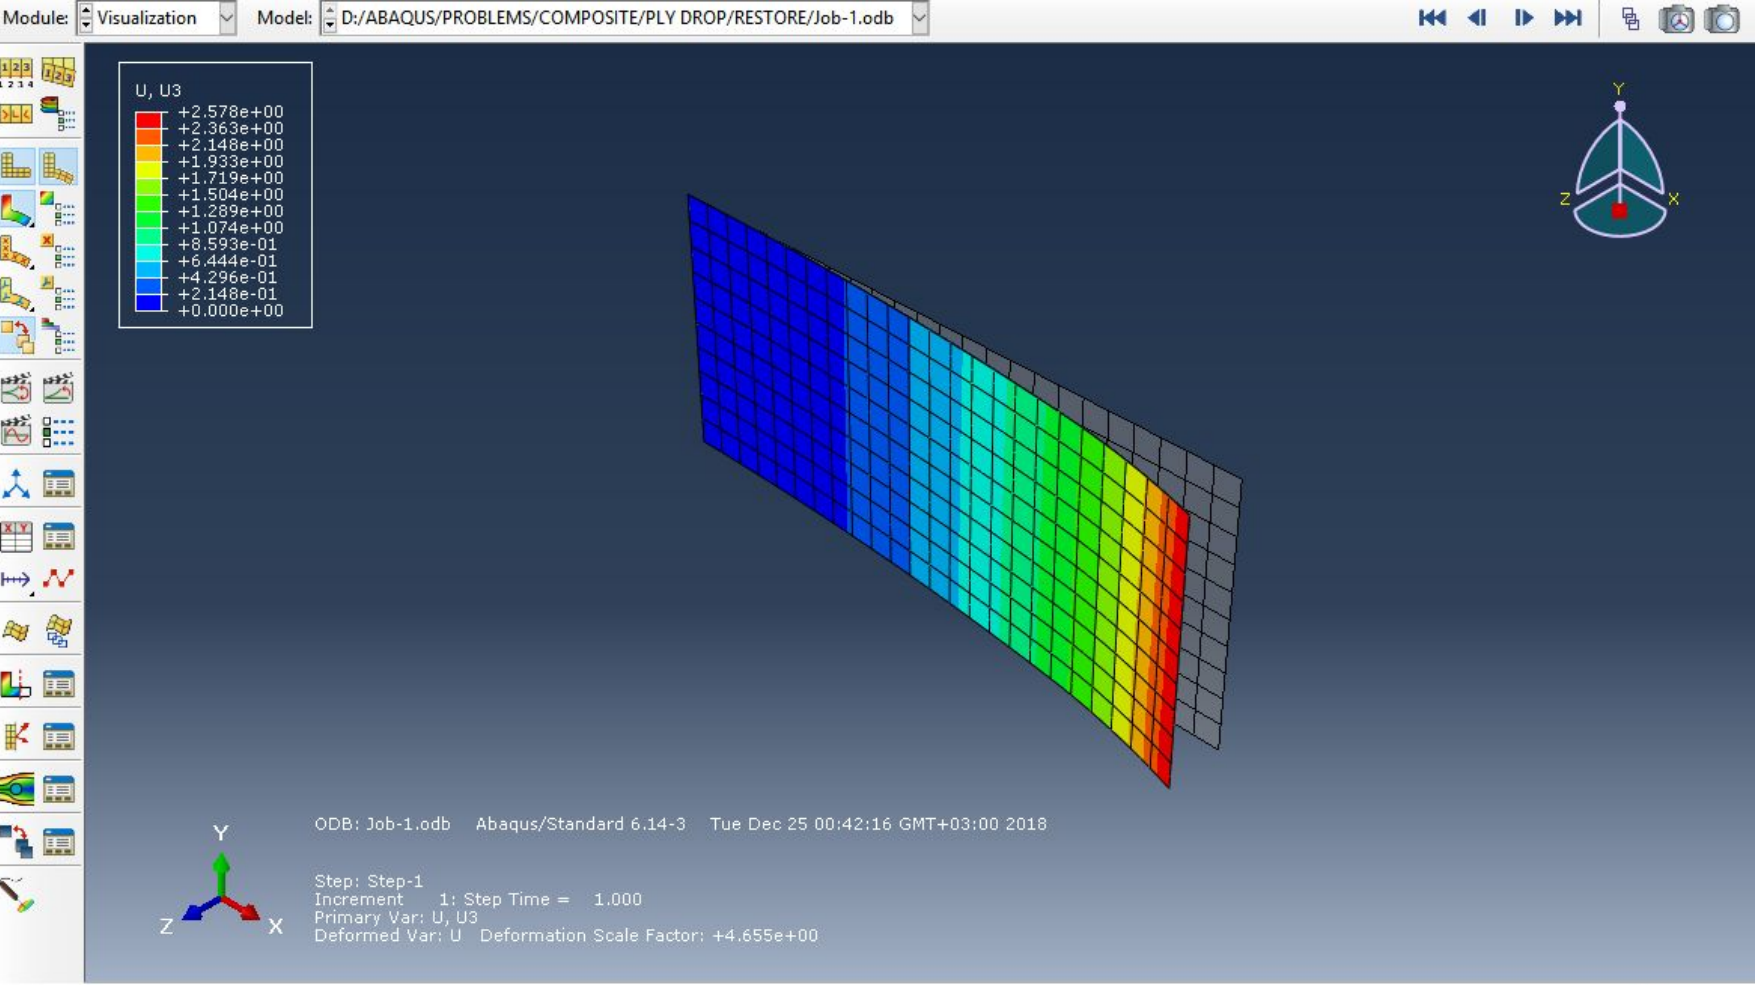 Module: Visualization Model: D:/ABAQUS/PROBLEMS/COMPOSITE/PLY DROP/RESTORE/Job-1.odb
U, U3
+2.578e+00
+2.363e+00
+2.148e+00
+1.933e+00
+1.719e+00
+1.504e+00
+1.289e+00
+1.074e+00
+8.593e-01
+6.444e-01
+4.296e-01
+2.148e-01
+0.000e+00
Y
Z
X
Y
Z
X
ODB: Job-1.odb Abaqus/Standard 6.14-3 Tue Dec 25 00:42:16 GMT+03:00 2018
Step: Step-1
Increment 1: Step Time = 1.000
Primary Var: U, U3
Deformed Var: U Deformation Scale Factor: +4.655e+00